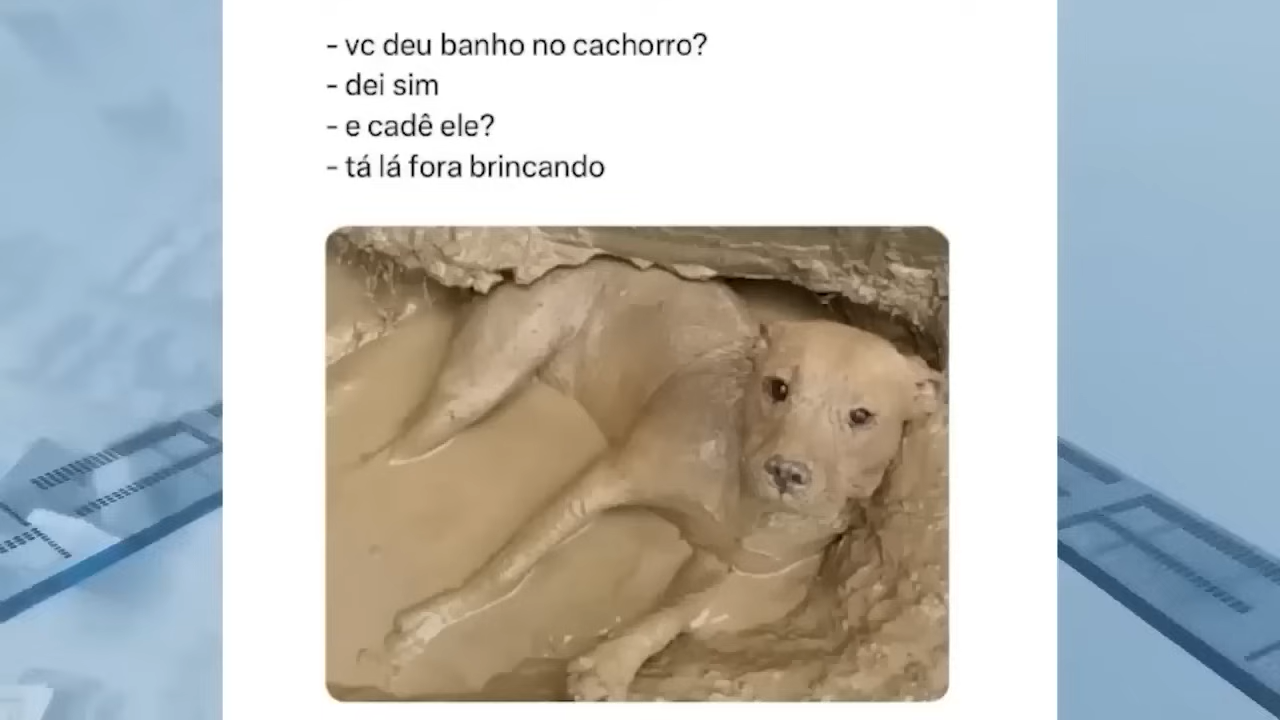 - vc deu banho no cachorro?
- dei sim
- e cadê ele?
- tá lá fora brincando